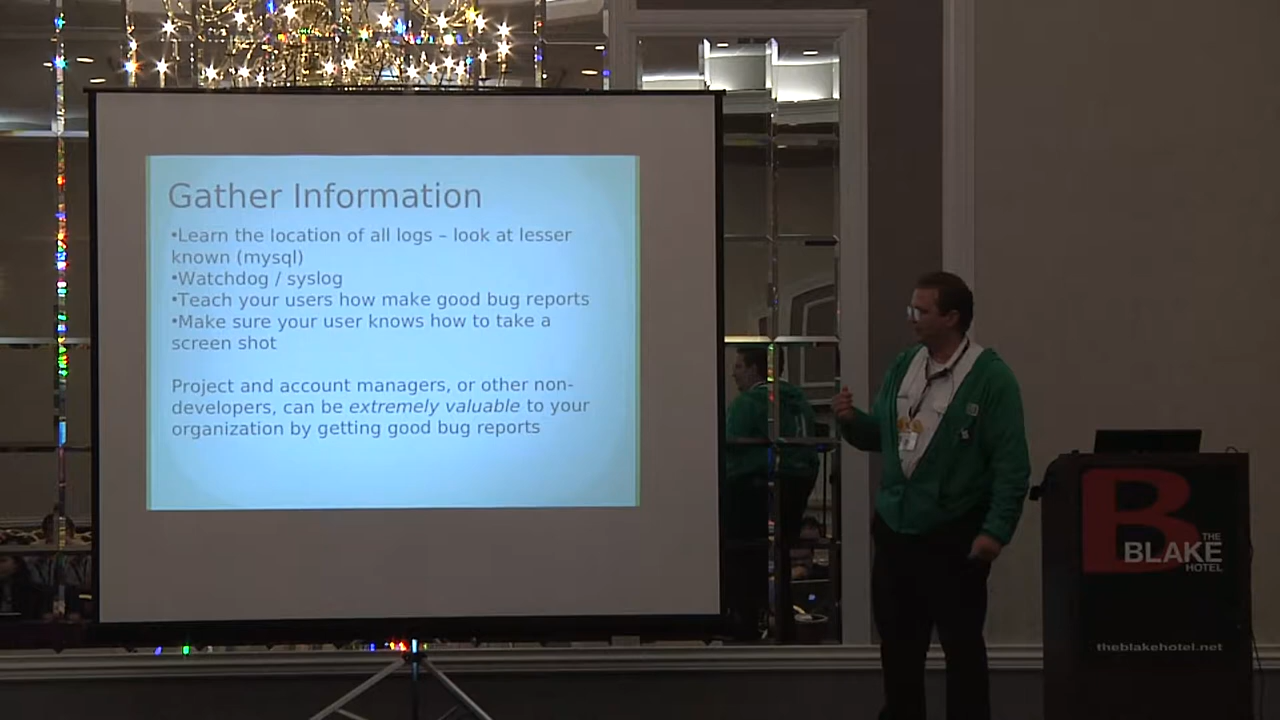 Gather Information
•Learn the location of all logs – look at lesser
known (mysql)
•Watchdog / syslog
•Teach your users how make good bug reports
•Make sure your user knows how to take a
screen shot
Project and account managers, or other non-
developers, can be extremely valuable to your
organization by getting good bug reports
B
THE
BLAKE
HOTEL
theblakehotel.net